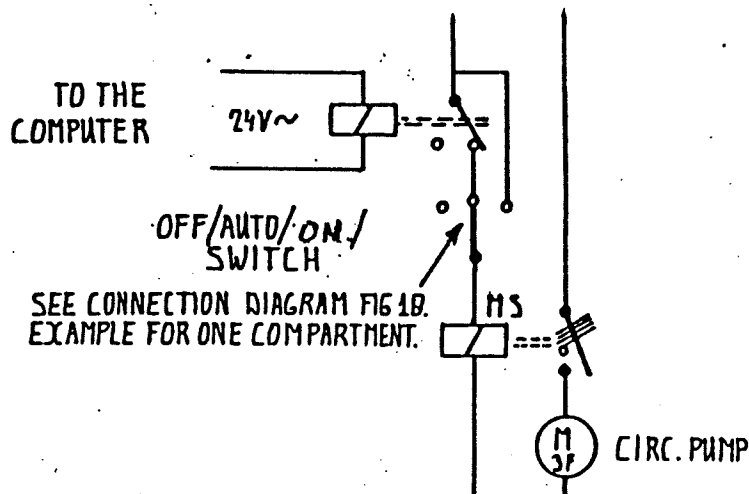 TO THE
COMPUTER
24V~
OFF/AUTO/ON/
SWITCH
SEE CONNECTION DIAGRAM FIG 1B.
EXAMPLE FOR ONE COMPARTMENT.
MS
M
3F
CIRC. PUMP